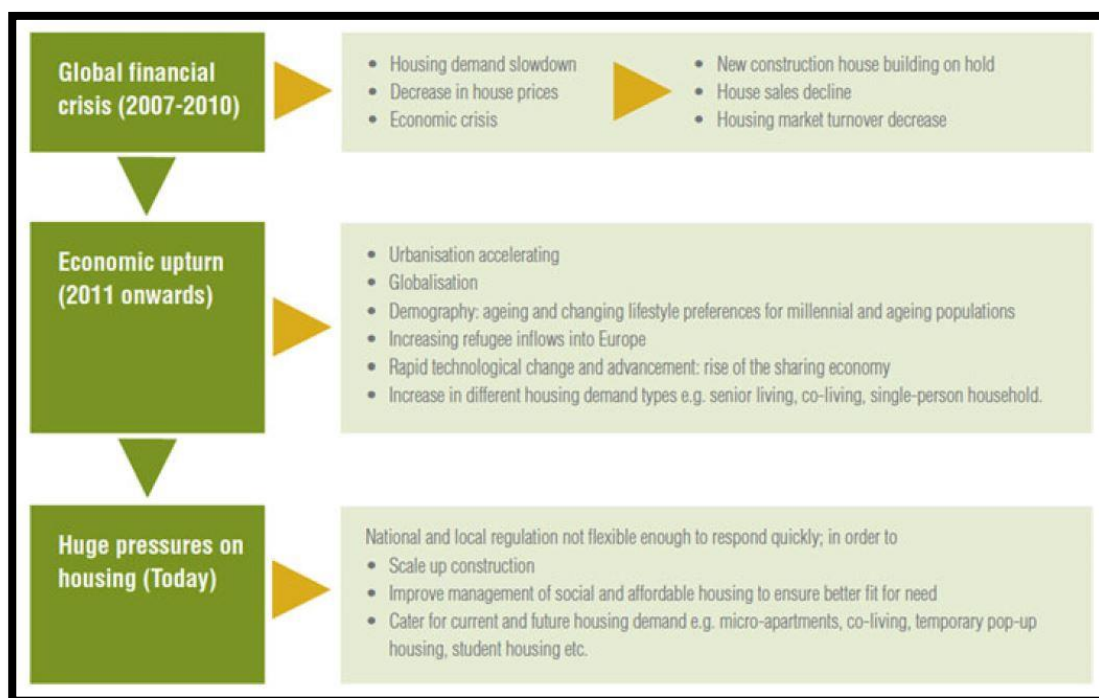 Global financial
crisis (2007-2010)
• Housing demand slowdown
• Decrease in house prices
• Economic crisis
• New construction house building on hold
• House sales decline
• Housing market turnover decrease
Economic upturn
(2011 onwards)
• Urbanisation accelerating
• Globalisation
• Demography: ageing and changing lifestyle preferences for millennial and ageing populations
• Increasing refugee inflows into Europe
• Rapid technological change and advancement: rise of the sharing economy
• Increase in different housing demand types e.g. senior living, co-living, single-person household.
Huge pressures on
housing (Today)
National and local regulation not flexible enough to respond quickly; in order to
• Scale up construction
• Improve management of social and affordable housing to ensure better fit for need
• Cater for current and future housing demand e.g. micro-apartments, co-living, temporary pop-up
housing, student housing etc.